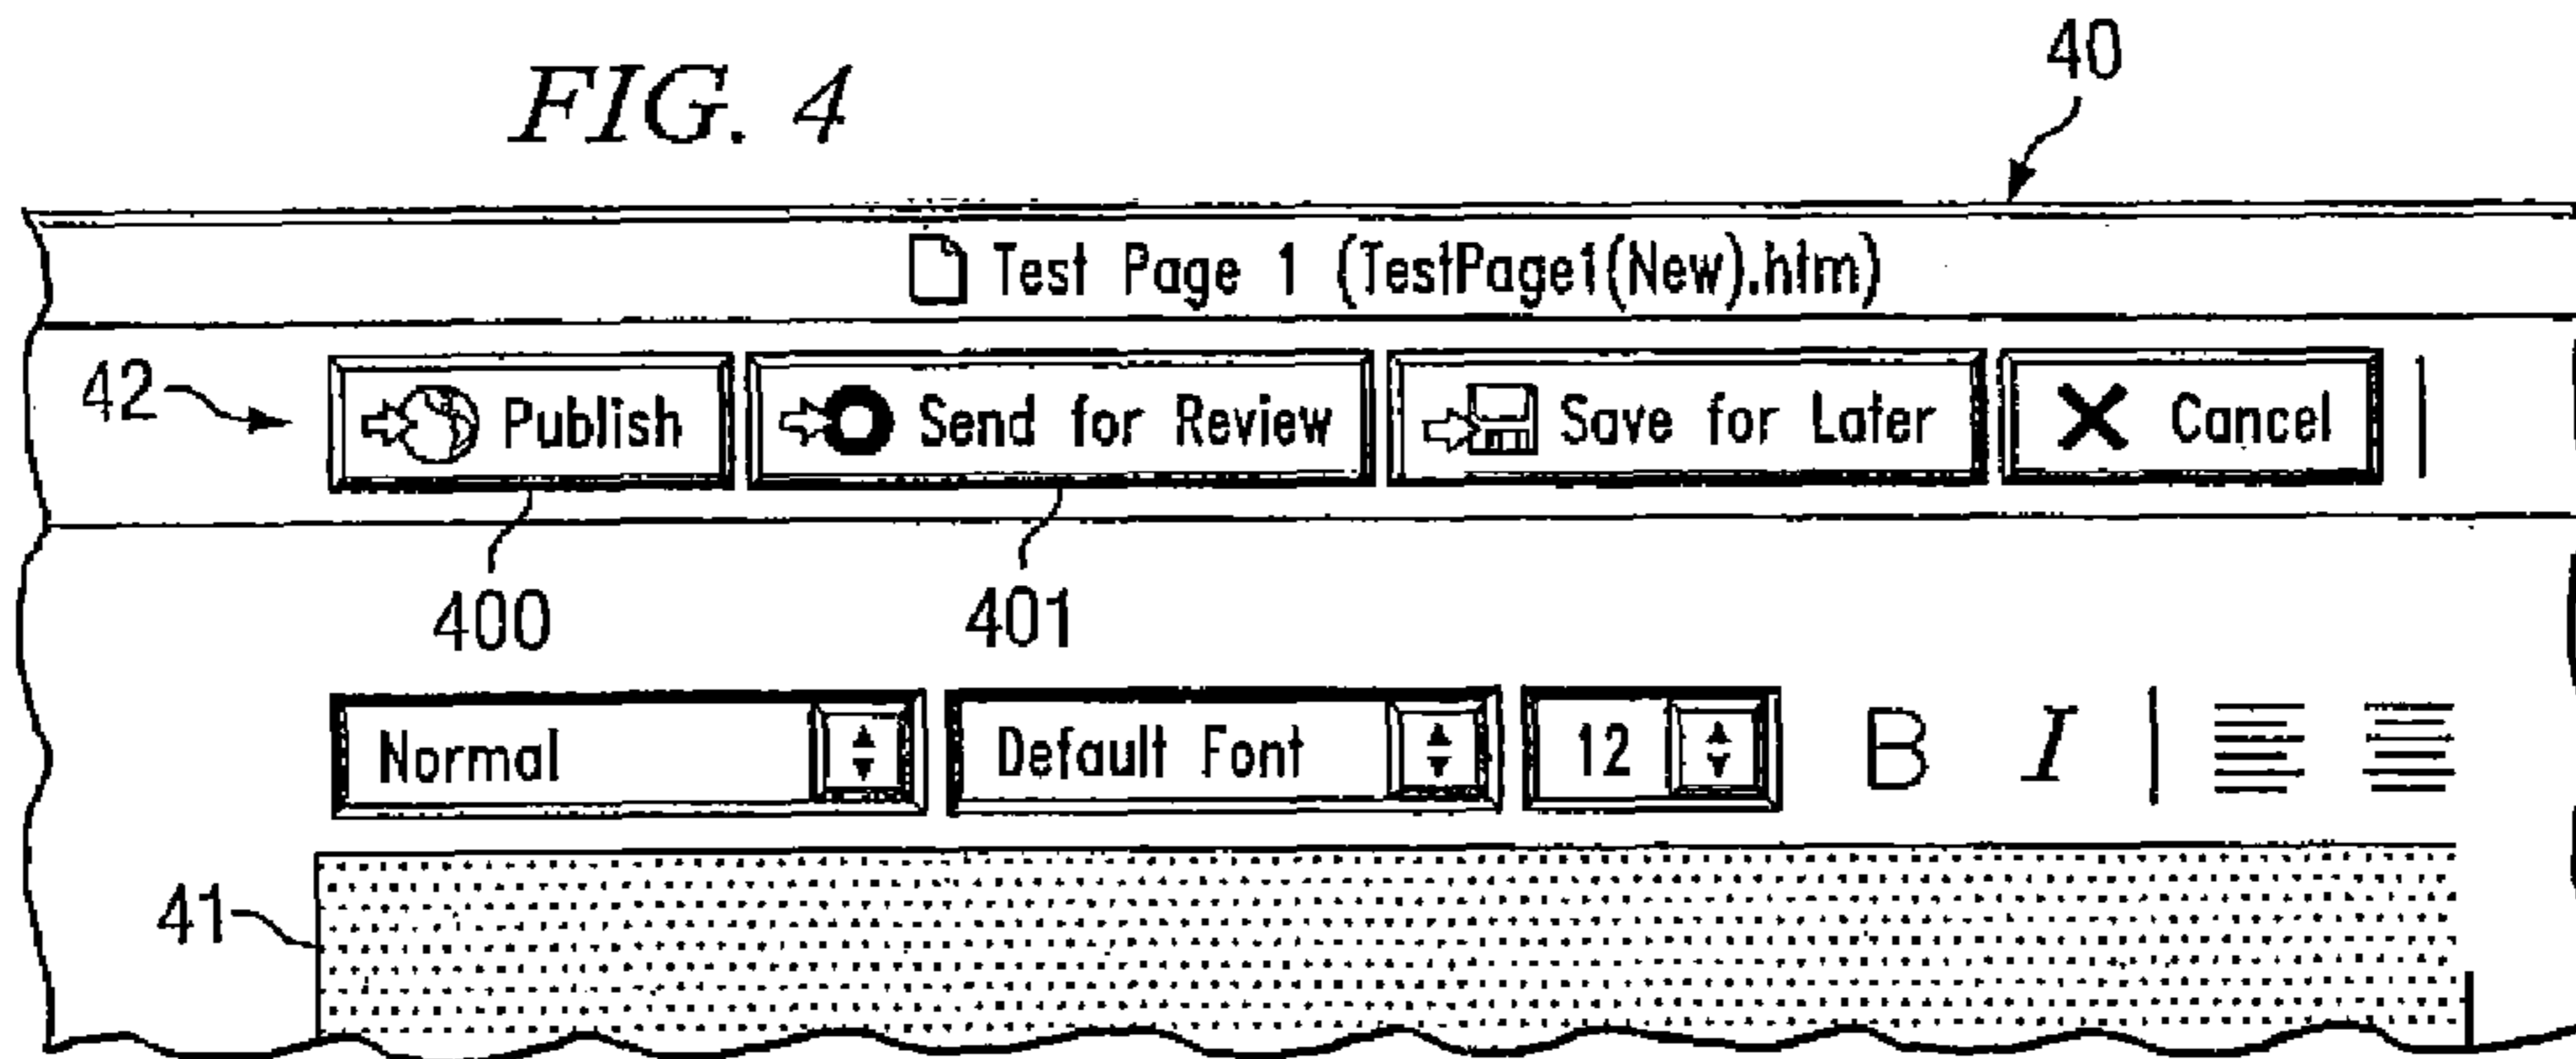 FIG. 4
40
Test Page 1 (TestPage1(New).htm)
42
Publish Send for Review Save for Later X Cancel
400 401
Normal Default Font 12 B I
41